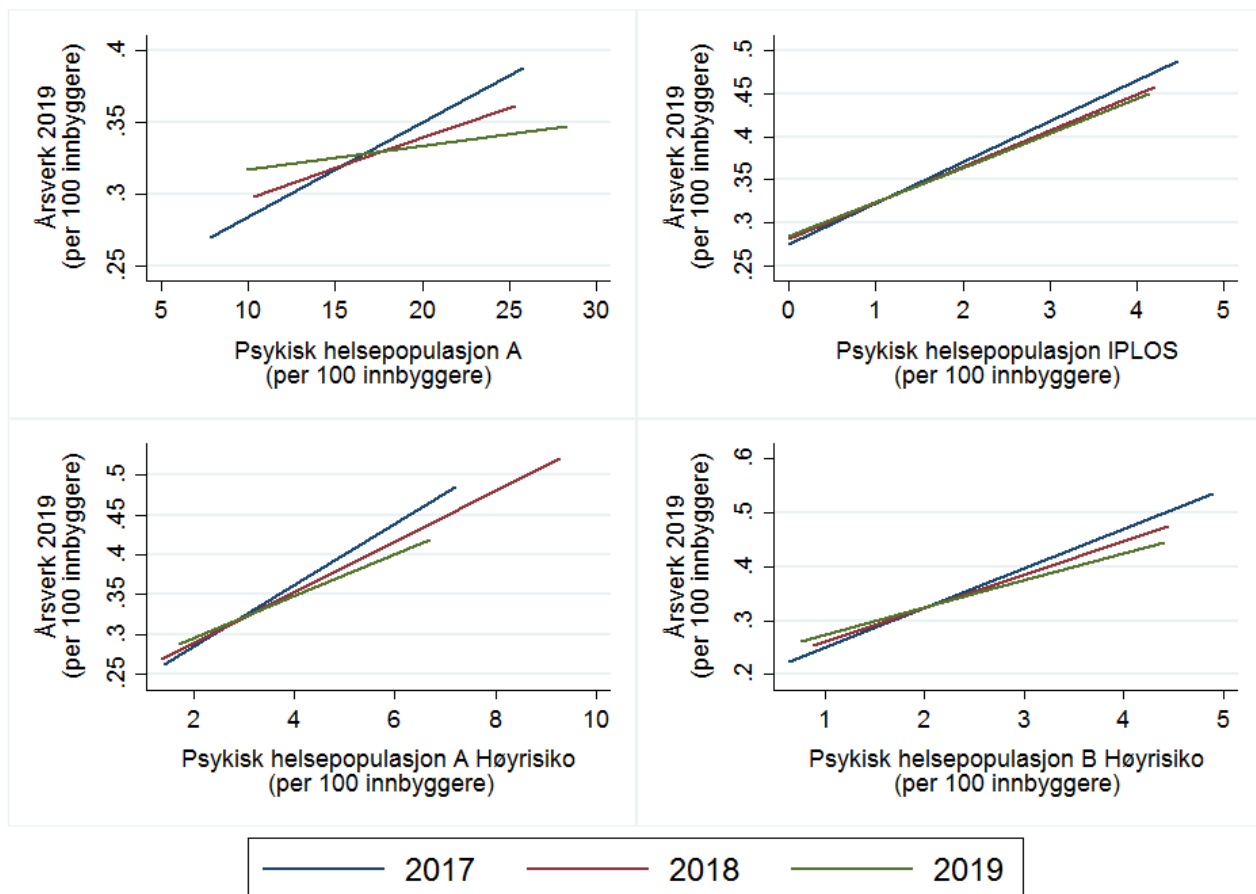 Årsverk 2019
(per 100 innbyggere)
.4
.35
.3
.25
5
10
15
20
25
30
Psykisk helsepopulasjon A
(per 100 innbyggere)
Årsverk 2019
(per 100 innbyggere)
.5
.45
.4
.35
.3
.25
0
1
2
3
4
5
Psykisk helsepopulasjon IPLOS
(per 100 innbyggere)
Årsverk 2019
(per 100 innbyggere)
.5
.45
.4
.35
.3
.25
2
4
6
8
10
Psykisk helsepopulasjon A Høyrisiko
(per 100 innbyggere)
Årsverk 2019
(per 100 innbyggere)
.6
.5
.4
.3
.2
1
2
3
4
5
Psykisk helsepopulasjon B Høyrisiko
(per 100 innbyggere)
2017 2018 2019